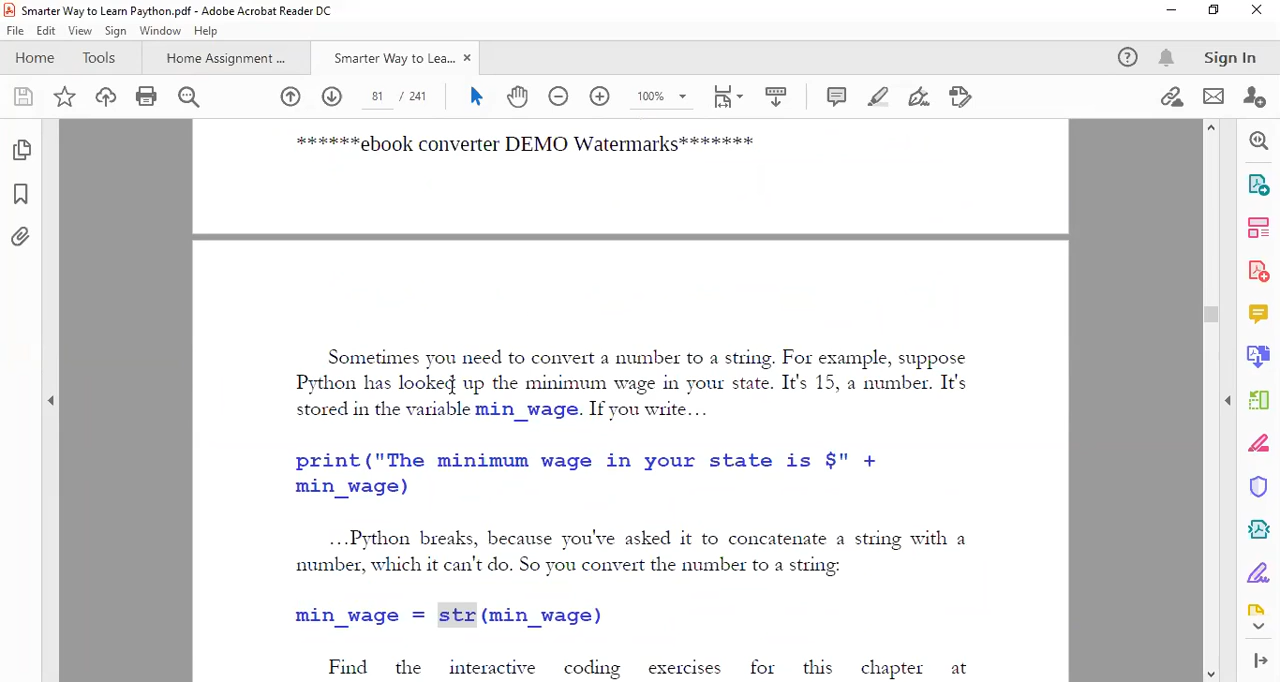 Smarter Way to Learn Paython.pdf - Adobe Acrobat Reader DC
File Edit View Sign Window Help
Home Tools Home Assignment ... Smarter Way to Lea... × Sign In
81 / 241 100%
******ebook converter DEMO Watermarks*******
Sometimes you need to convert a number to a string. For example, suppose
Python has looked up the minimum wage in your state. It's 15, a number. It's
stored in the variable min_wage. If you write…
print("The minimum wage in your state is $" +
min_wage)
…Python breaks, because you've asked it to concatenate a string with a
number, which it can't do. So you convert the number to a string:
min_wage = str(min_wage)
Find the interactive coding exercises for this chapter at